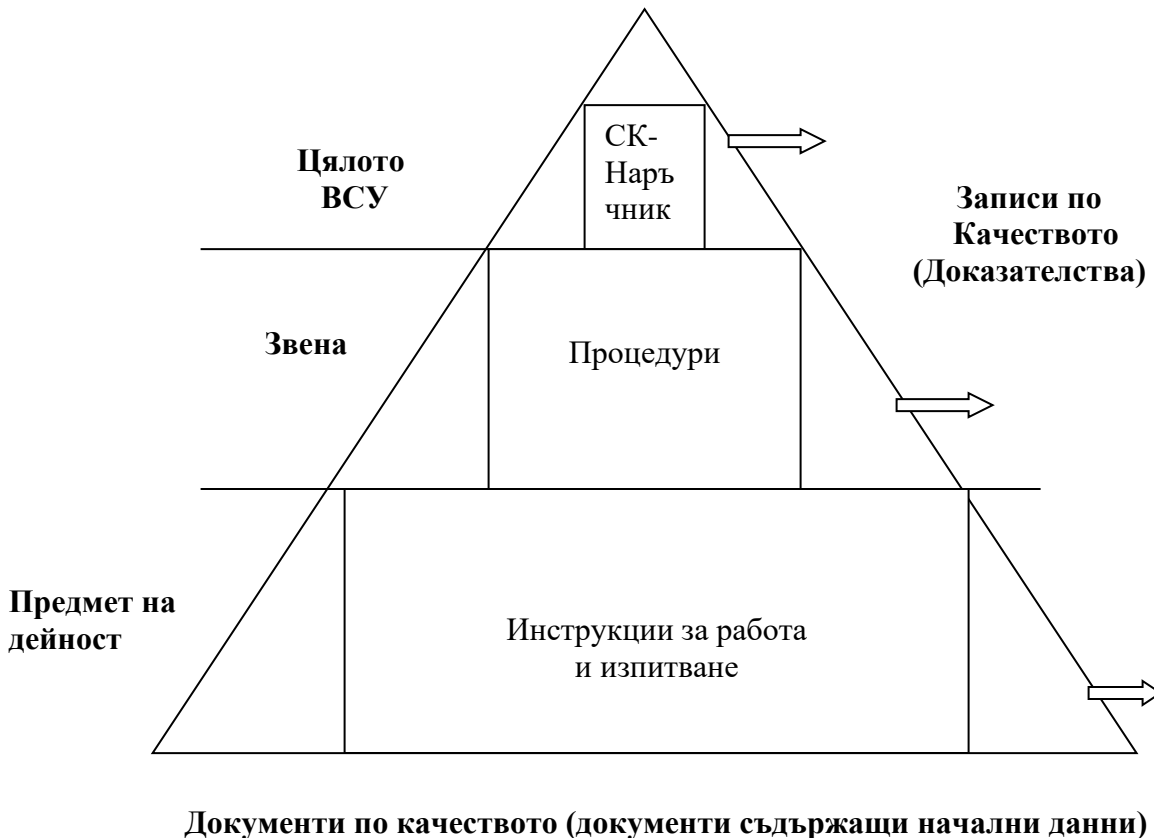 Цялото
ВСУ
СК-
Наръ
чник
Записи по
Качеството
(Доказателства)
Звена
Процедури
Предмет на
дейност
Инструкции за работа
и изпитване
Документи по качеството (документи съдържащи начални данни)